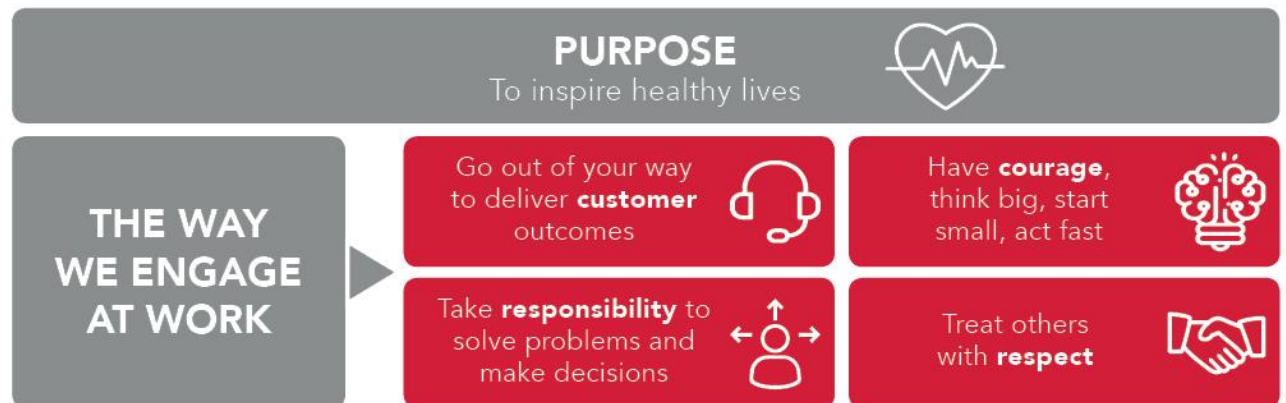 PURPOSE
To inspire healthy lives
THE WAY
WE ENGAGE
AT WORK
Go out of your way
to deliver customer
outcomes
Have courage,
think big, start
small, act fast
Take responsibility to
solve problems and
make decisions
Treat others
with respect